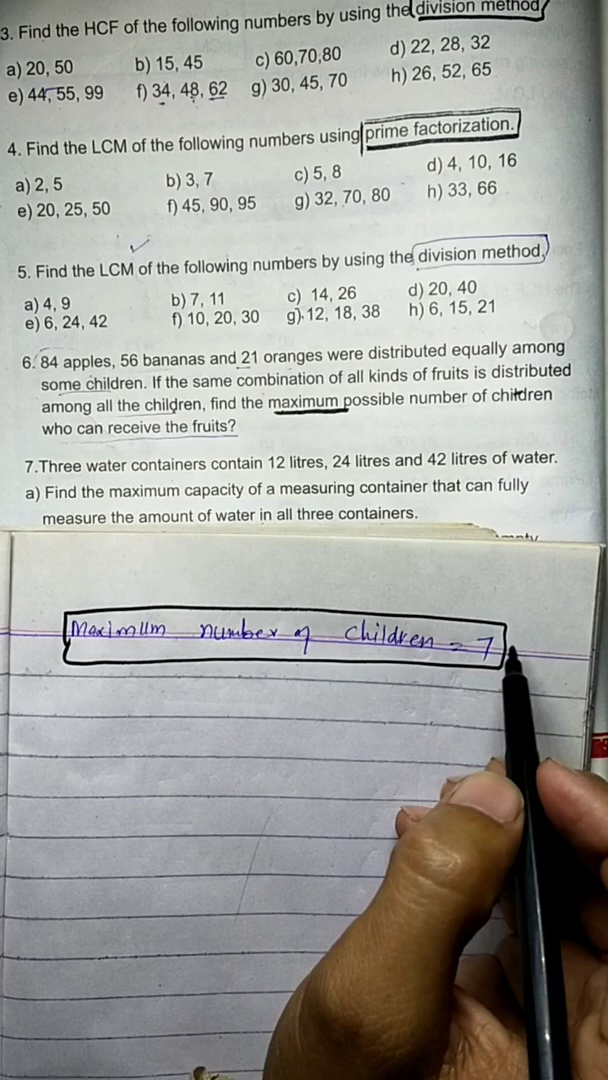 3. Find the HCF of the following numbers by using the division method
a) 20, 50 b) 15, 45 c) 60,70,80 d) 22, 28, 32
e) 44, 55, 99 f) 34, 48, 62 g) 30, 45, 70 h) 26, 52, 65
4. Find the LCM of the following numbers using prime factorization.
a) 2, 5 b) 3, 7 c) 5, 8 d) 4, 10, 16
e) 20, 25, 50 f) 45, 90, 95 g) 32, 70, 80 h) 33, 66
5. Find the LCM of the following numbers by using the division method.
a) 4, 9 b) 7, 11 c) 14, 26 d) 20, 40
e) 6, 24, 42 f) 10, 20, 30 g) 12, 18, 38 h) 6, 15, 21
6. 84 apples, 56 bananas and 21 oranges were distributed equally among
some children. If the same combination of all kinds of fruits is distributed
among all the children, find the maximum possible number of children
who can receive the fruits?
7.Three water containers contain 12 litres, 24 litres and 42 litres of water.
a) Find the maximum capacity of a measuring container that can fully
measure the amount of water in all three containers.
Maximum number of children = 7